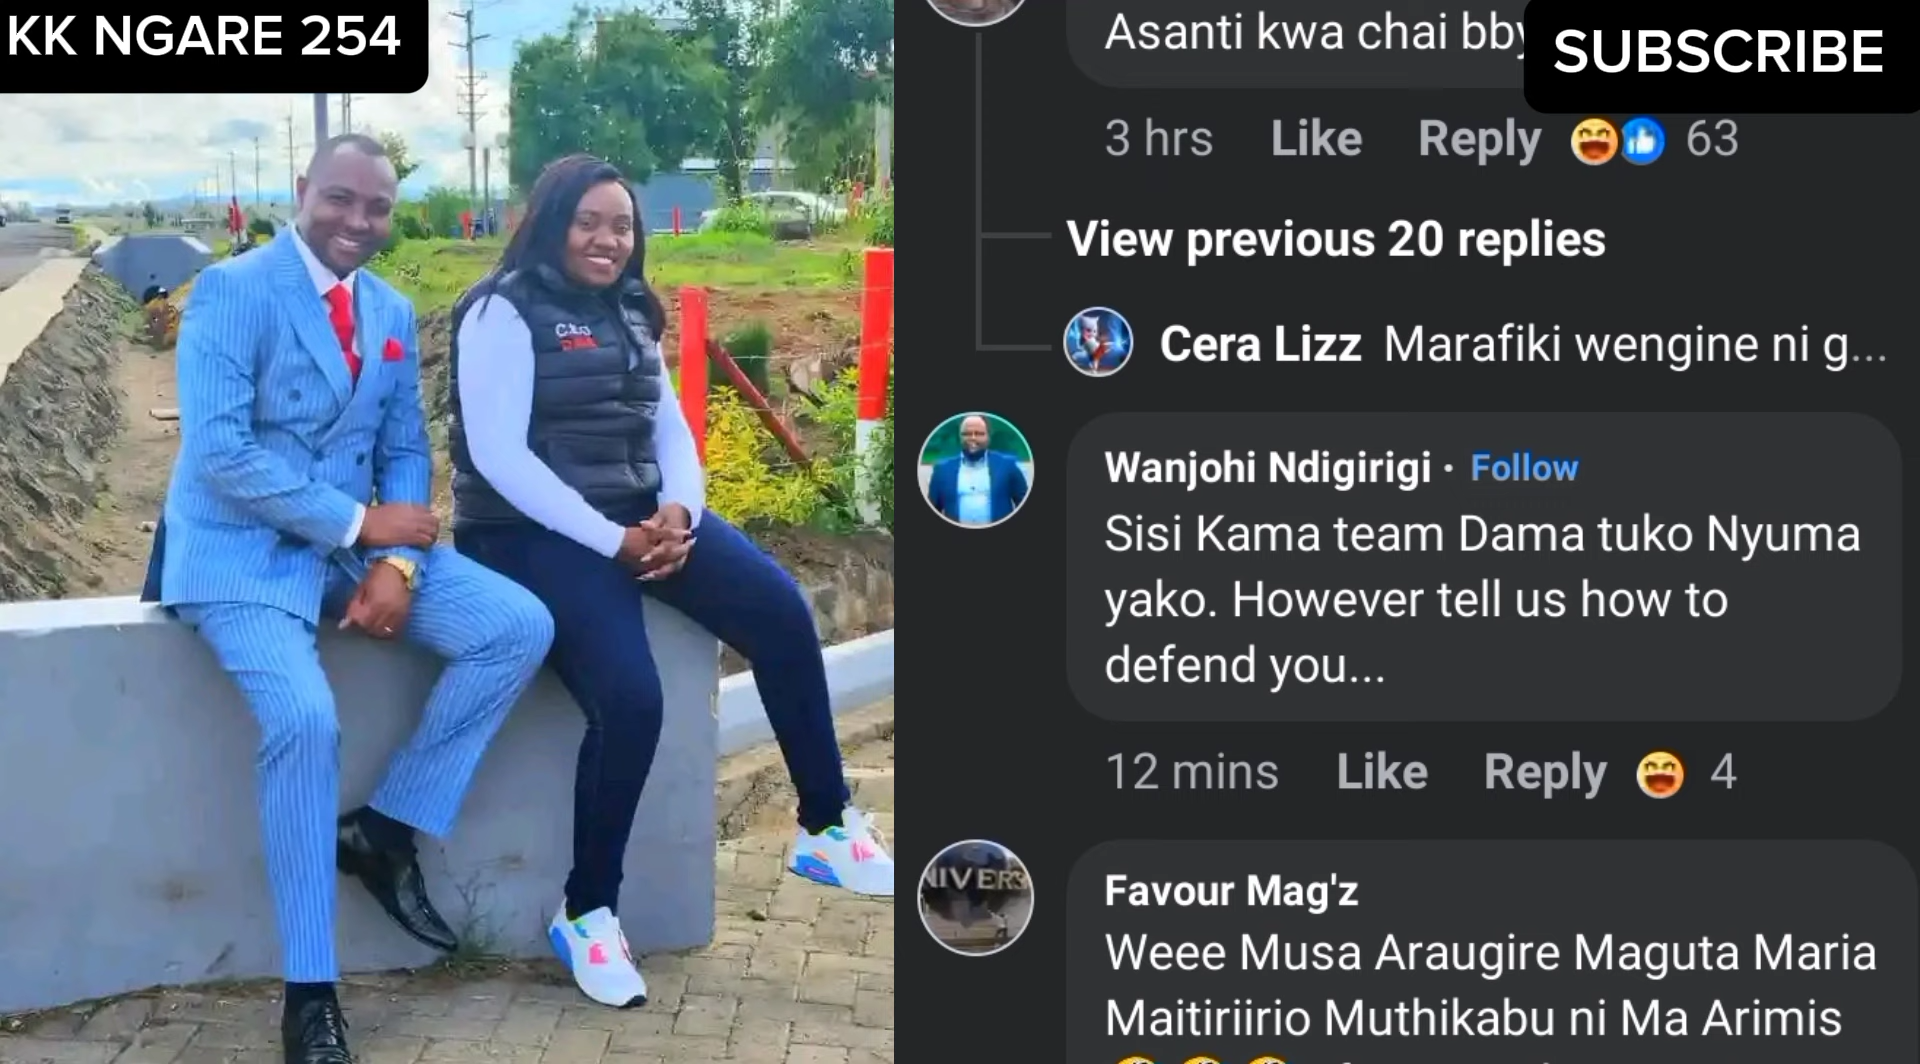 KK NGARE 254
SUBSCRIBE
Asanti kwa chai bby
3 hrs Like Reply 63
View previous 20 replies
Cera Lizz Marafiki wengine ni g...
Wanjohi Ndigirigi · Follow
Sisi Kama team Dama tuko Nyuma
yako. However tell us how to
defend you...
12 mins Like Reply 4
Favour Mag'z
Weee Musa Araugire Maguta Maria
Maitiriirio Muthikabu ni Ma Arimis
NIVERS